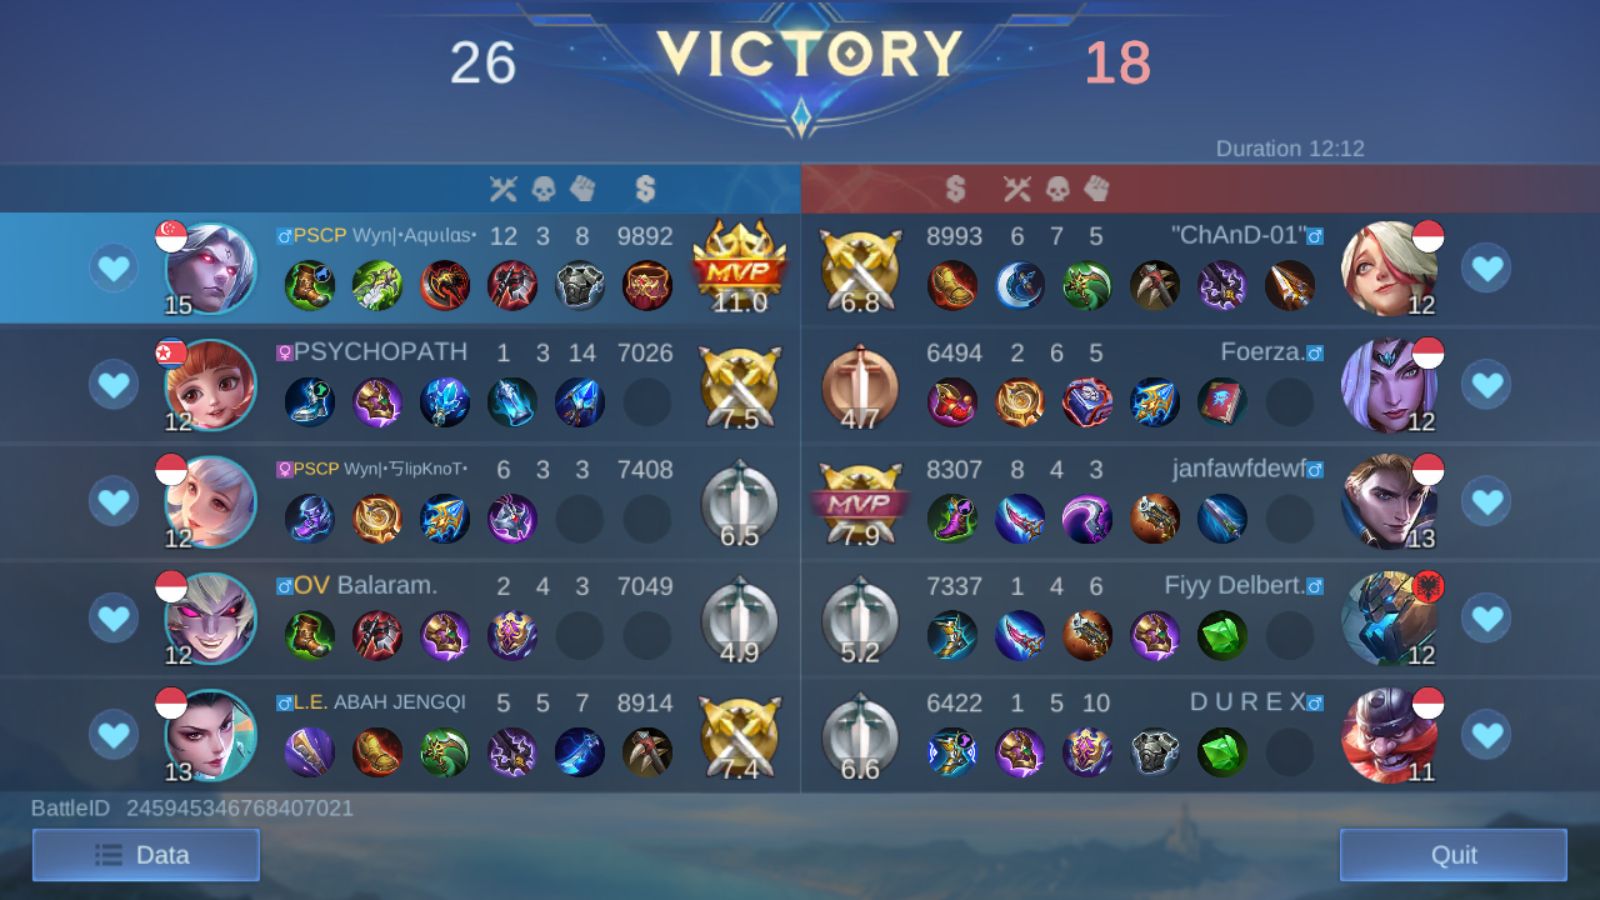 26 VICTORY 18
Duration 12:12
PSCP Wyn|•Aquιlαs• 12 3 8 9892 MVP 11.0 15
6.8 8993 6 7 5 "ChAnD-01" 12
PSYCHOPATH 1 3 14 7026 7.5 12
4.7 6494 2 6 5 Foerza. 12
PSCP Wyn|•丂lipKnoT• 6 3 3 7408 6.5 12
MVP 7.9 8307 8 4 3 janfawfdewf 13
OV Balaram. 2 4 3 7049 4.9 12
5.2 7337 1 4 6 Fiyy Delbert. 12
L.E. ABAH JENGQI 5 5 7 8914 7.4 13
6.6 6422 1 5 10 D U R E X 11
BattleID 245945346768407021
Data
Quit